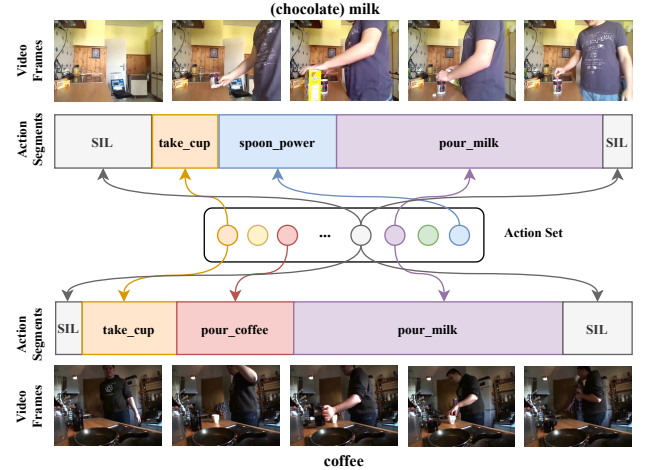 (chocolate) milk
Video Frames
Action Segments
SIL
take_cup
spoon_power
pour_milk
SIL
...
Action Set
Action Segments
SIL
take_cup
pour_coffee
pour_milk
SIL
Video Frames
coffee